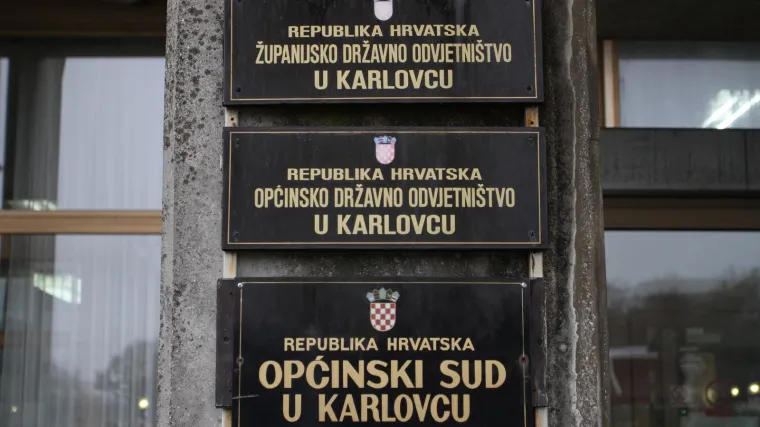 REPUBLIKA HRVATSKA
ŽUPANIJSKO DRŽAVNO ODVJETNIŠTVO
U KARLOVCU
REPUBLIKA HRVATSKA
OPĆINSKO DRŽAVNO ODVJETNIŠTVO
U KARLOVCU
REPUBLIKA HRVATSKA
OPĆINSKI SUD
U KARLOVCU